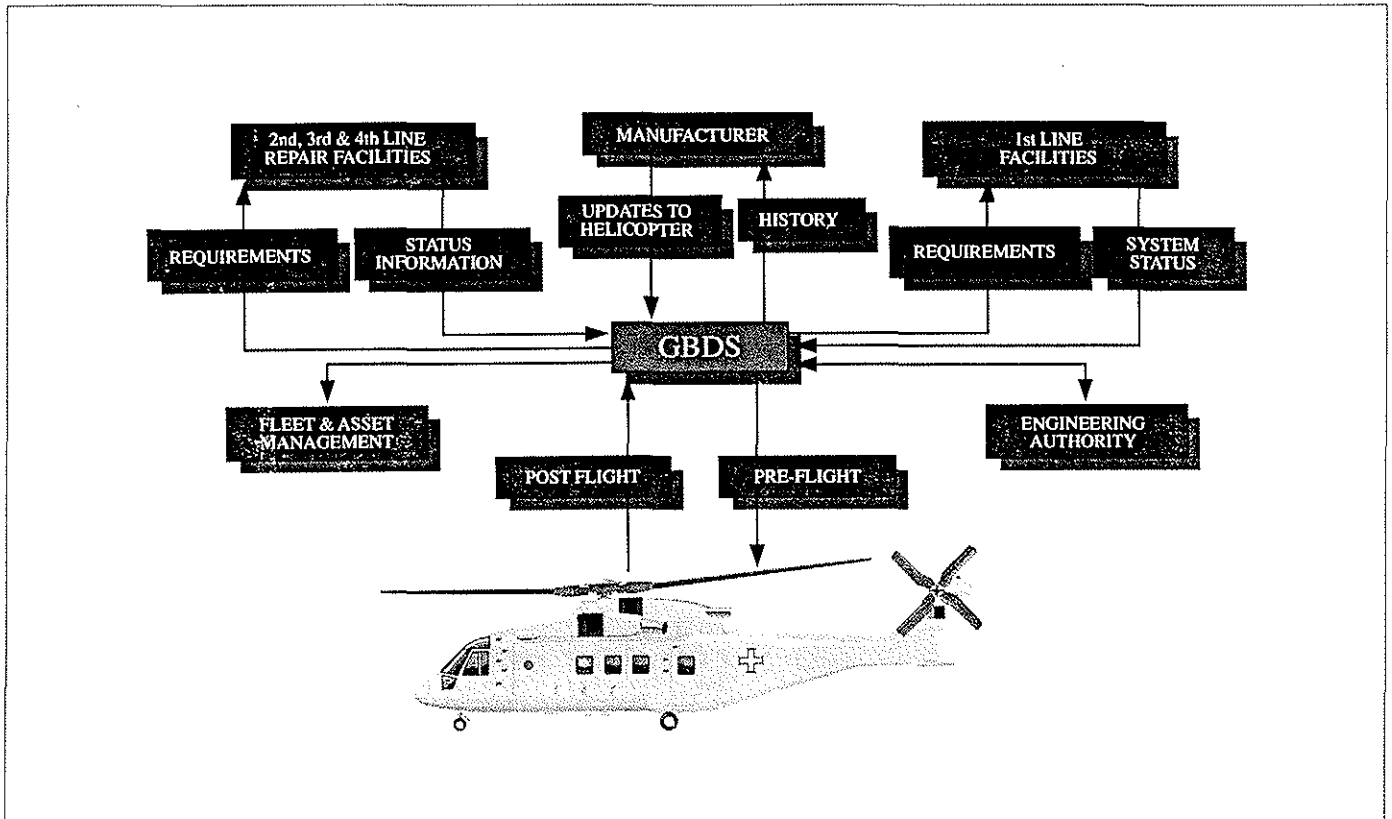 2nd, 3rd & 4th LINE
REPAIR FACILITIES
MANUFACTURER
1st LINE
FACILITIES
REQUIREMENTS
STATUS
INFORMATION
UPDATES TO
HELICOPTER
HISTORY
REQUIREMENTS
SYSTEM
STATUS
GBDS
FLEET & ASSET
MANAGEMENT
ENGINEERING
AUTHORITY
POST FLIGHT
PRE-FLIGHT